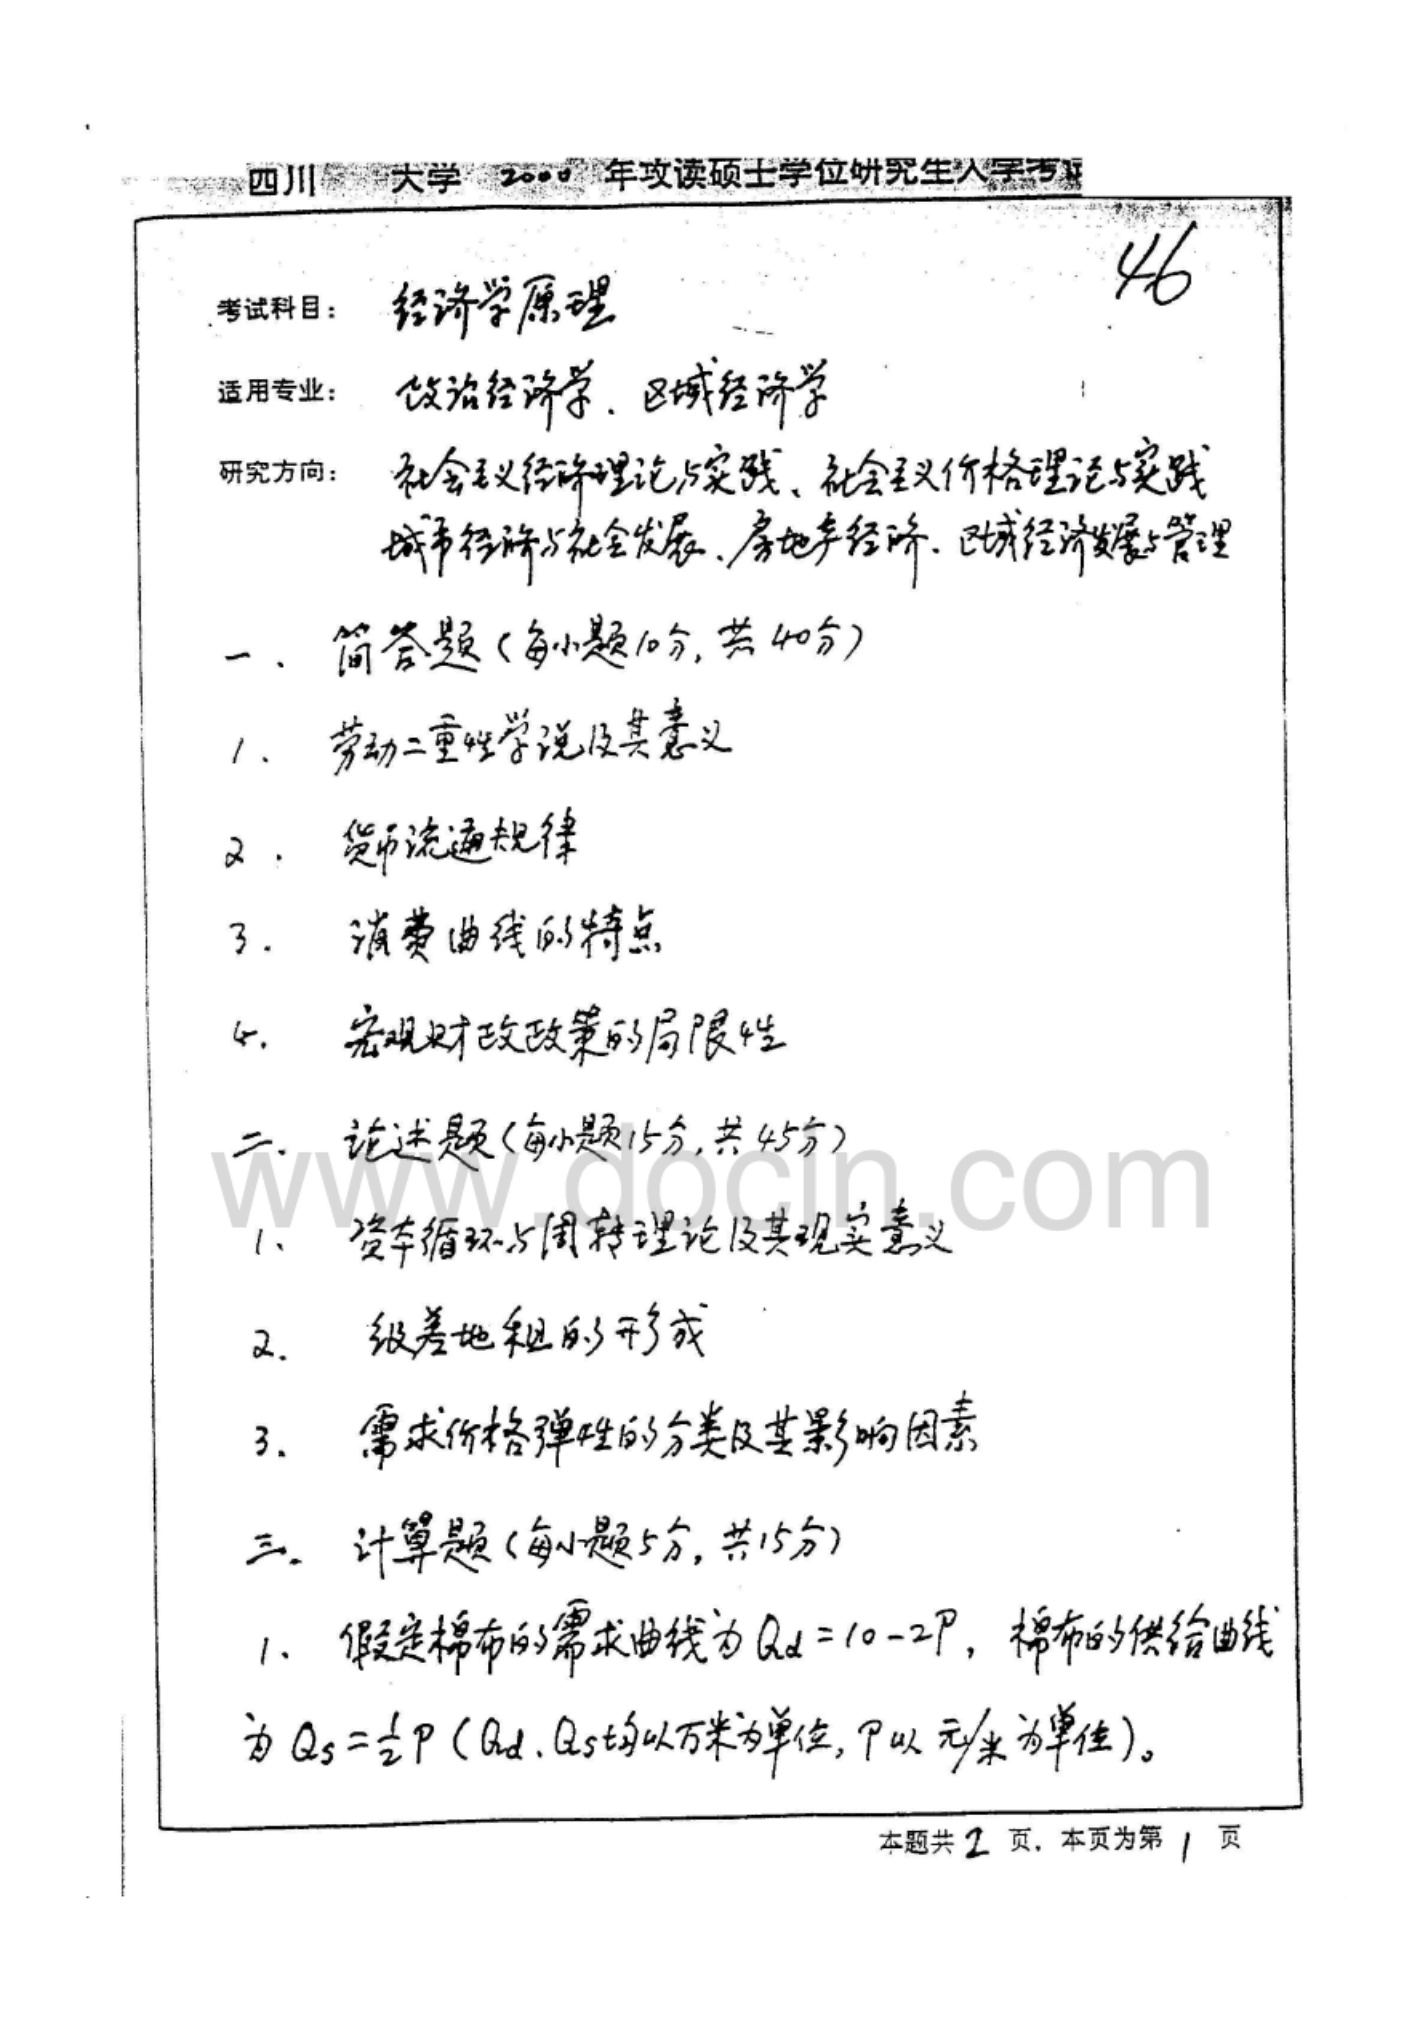 四川 大学 2000 年攻读硕士学位研究生入学考试
46
考试科目： 经济学原理
适用专业： 政治经济学、区域经济学
研究方向： 社会主义经济理论与实践、社会主义价格理论与实践
城市经济与社会发展、房地产经济、区域经济发展与管理
一、 简答题（每小题10分，共40分）
1、 劳动二重性学说及其意义
2. 货币流通规律
3. 消费曲线的特点
4. 宏观财政政策的局限性
二、 论述题（每小题15分，共45分）
www.docin.com
1、 资本循环与周转理论及其现实意义
2. 级差地租的形成
3. 需求价格弹性的分类及其影响因素
三、 计算题（每小题5分，共15分）
1、 假定棉布的需求曲线为Qd=10-2P，棉布的供给曲线
为Qs=½P（Qd、Qs均以万米为单位，P以元/米为单位）。
本题共2页，本页为第1页